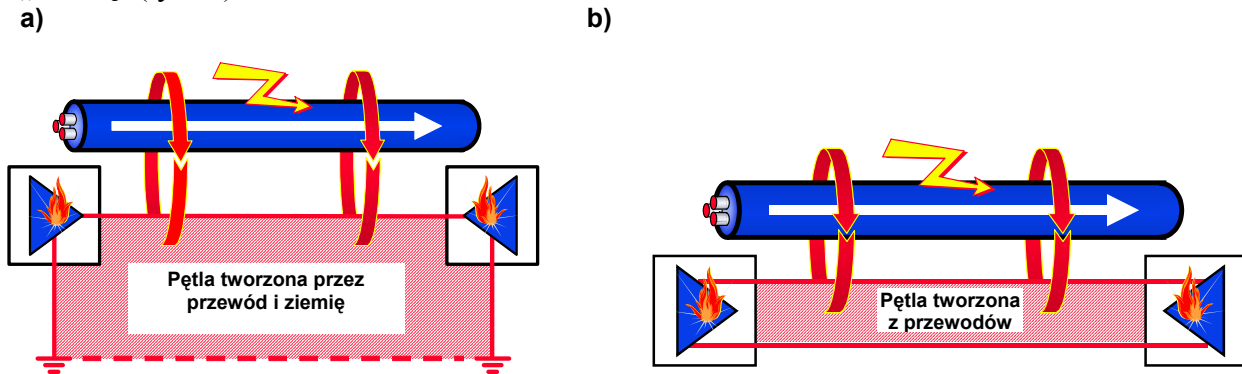 a)
b)
Pętla tworzona przez
przewód i ziemię
Pętla tworzona
z przewodów